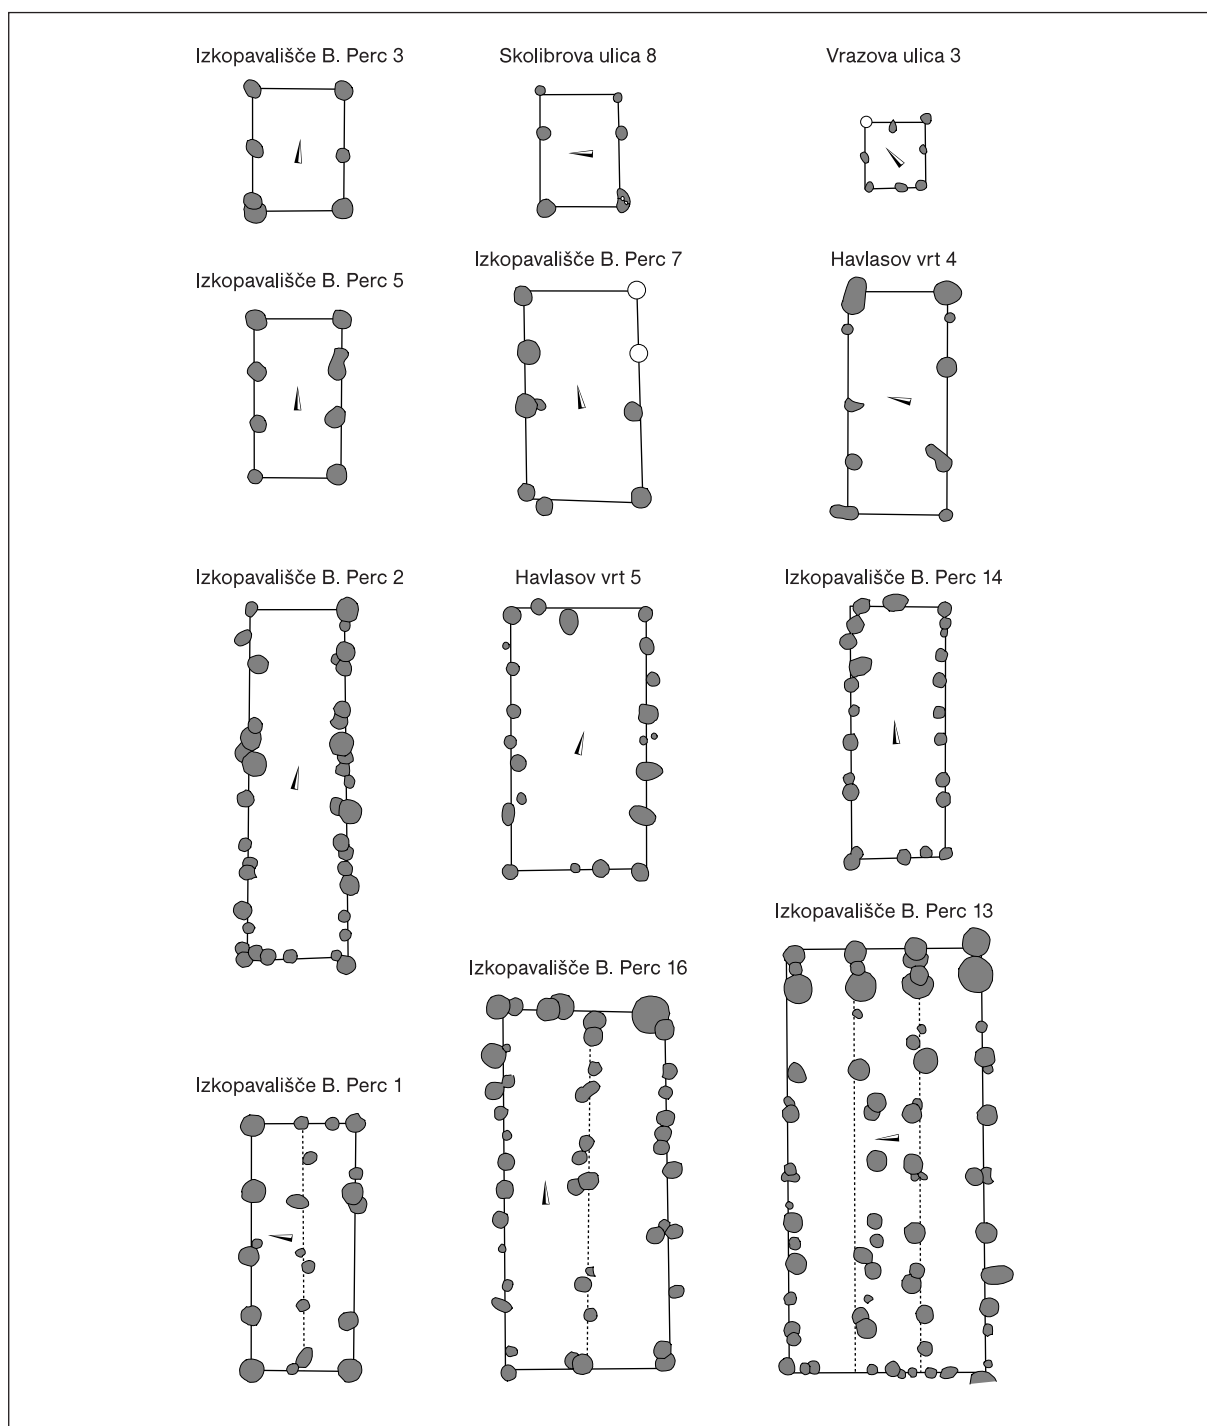 Izkopavališče B. Perc 3
Skolibrova ulica 8
Vrazova ulica 3
Izkopavališče B. Perc 5
Izkopavališče B. Perc 7
Havlasov vrt 4
Izkopavališče B. Perc 2
Havlasov vrt 5
Izkopavališče B. Perc 14
Izkopavališče B. Perc 1
Izkopavališče B. Perc 16
Izkopavališče B. Perc 13